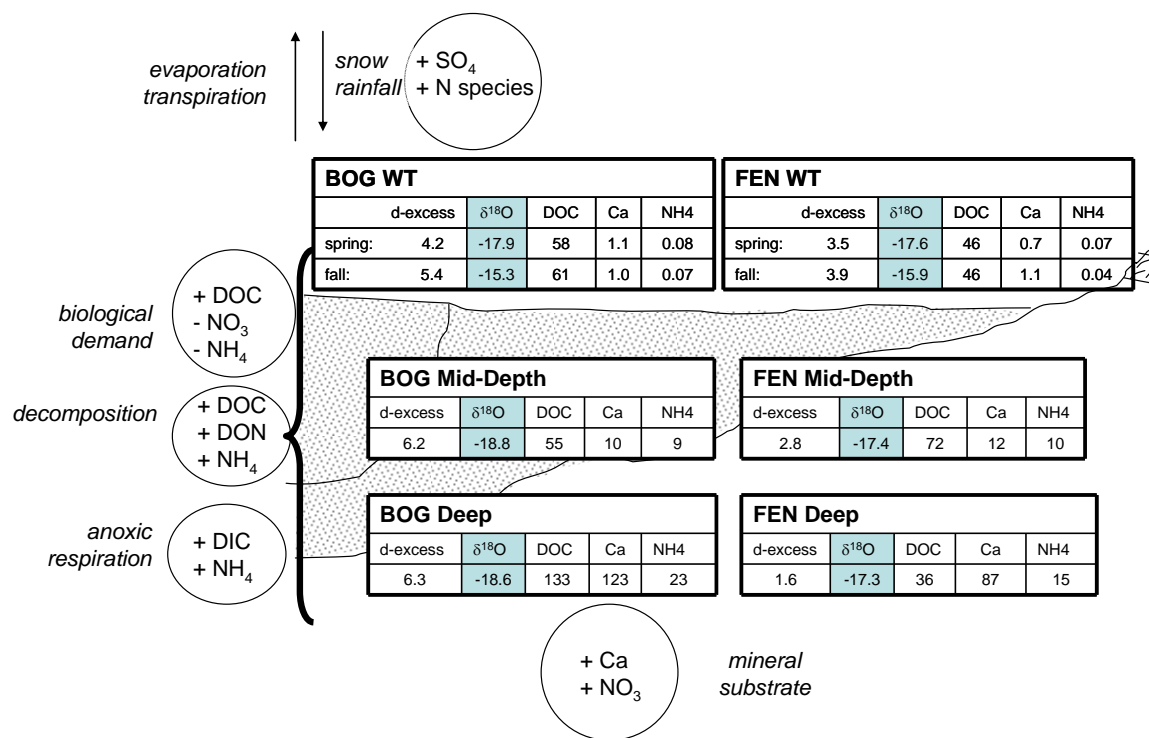 evaporation
transpiration
snow
rainfall
+ SO₄
+ N species
BOG WT
d-excess δ¹⁸O DOC Ca NH4
spring: 4.2 -17.9 58 1.1 0.08
fall: 5.4 -15.3 61 1.0 0.07
FEN WT
d-excess δ¹⁸O DOC Ca NH4
spring: 3.5 -17.6 46 0.7 0.07
fall: 3.9 -15.9 46 1.1 0.04
biological
demand
+ DOC
- NO₃
- NH₄
decomposition
+ DOC
+ DON
+ NH₄
BOG Mid-Depth
d-excess δ¹⁸O DOC Ca NH4
6.2 -18.8 55 10 9
FEN Mid-Depth
d-excess δ¹⁸O DOC Ca NH4
2.8 -17.4 72 12 10
anoxic
respiration
+ DIC
+ NH₄
BOG Deep
d-excess δ¹⁸O DOC Ca NH4
6.3 -18.6 133 123 23
FEN Deep
d-excess δ¹⁸O DOC Ca NH4
1.6 -17.3 36 87 15
+ Ca
+ NO₃
mineral
substrate